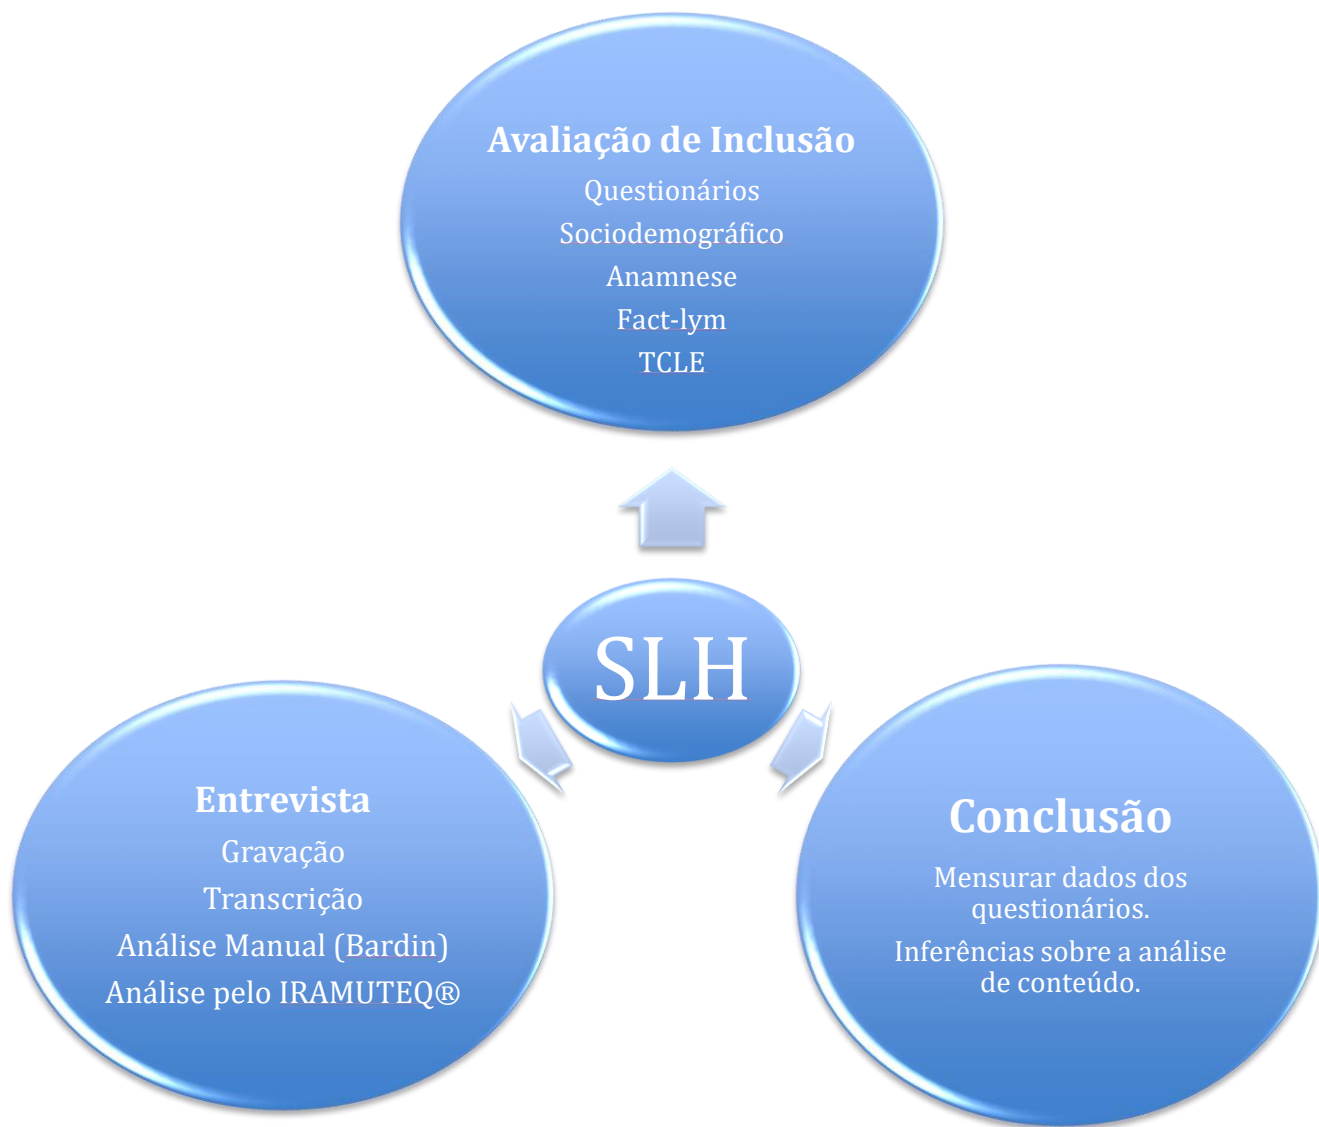 Avaliação de Inclusão
Questionários
Sociodemográfico
Anamnese
Fact-lym
TCLE
SLH
Entrevista
Gravação
Transcrição
Análise Manual (Bardin)
Análise pelo IRAMUTEQ®
Conclusão
Mensurar dados dos
questionários.
Inferências sobre a análise
de conteúdo.